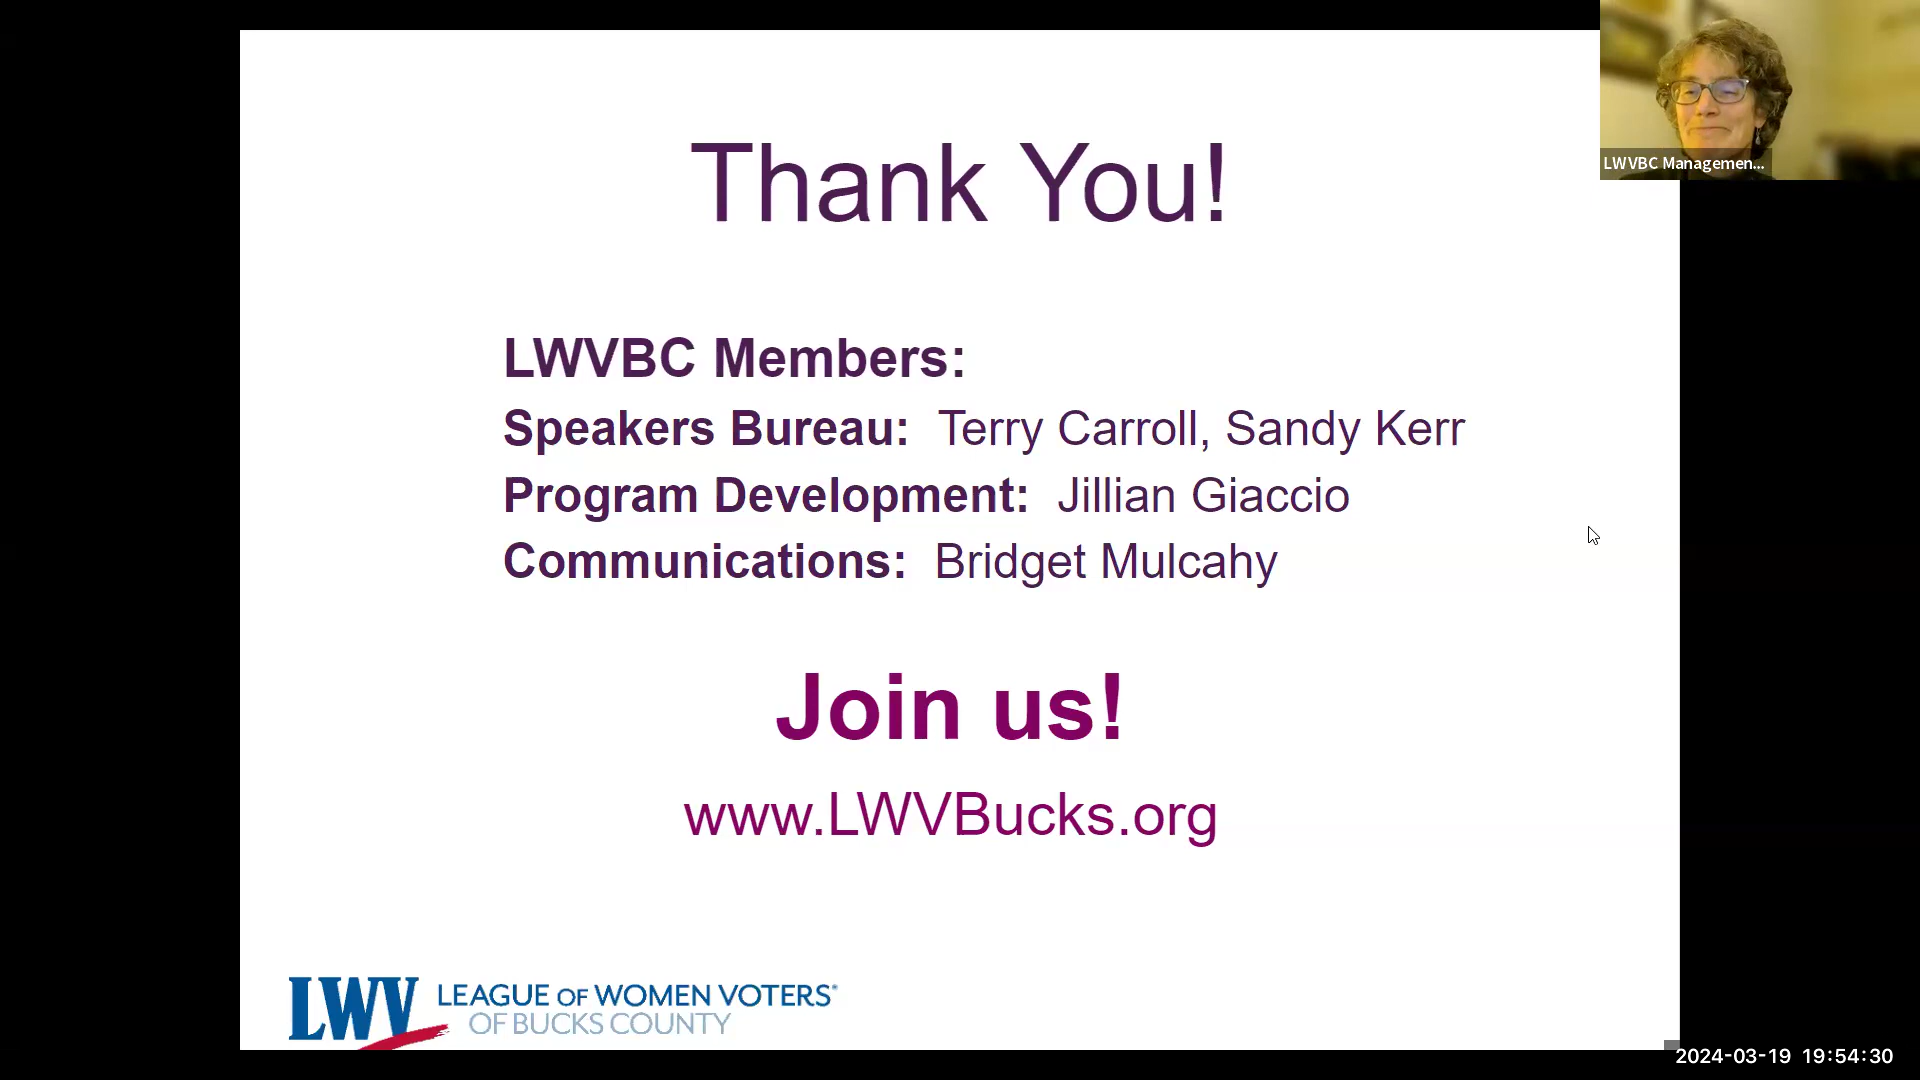 Thank You!
LWVBC Managemen...
LWVBC Members:
Speakers Bureau: Terry Carroll, Sandy Kerr
Program Development: Jillian Giaccio
Communications: Bridget Mulcahy
Join us!
www.LWVBucks.org
LWV LEAGUE OF WOMEN VOTERS®
OF BUCKS COUNTY
2024-03-19 19:54:30